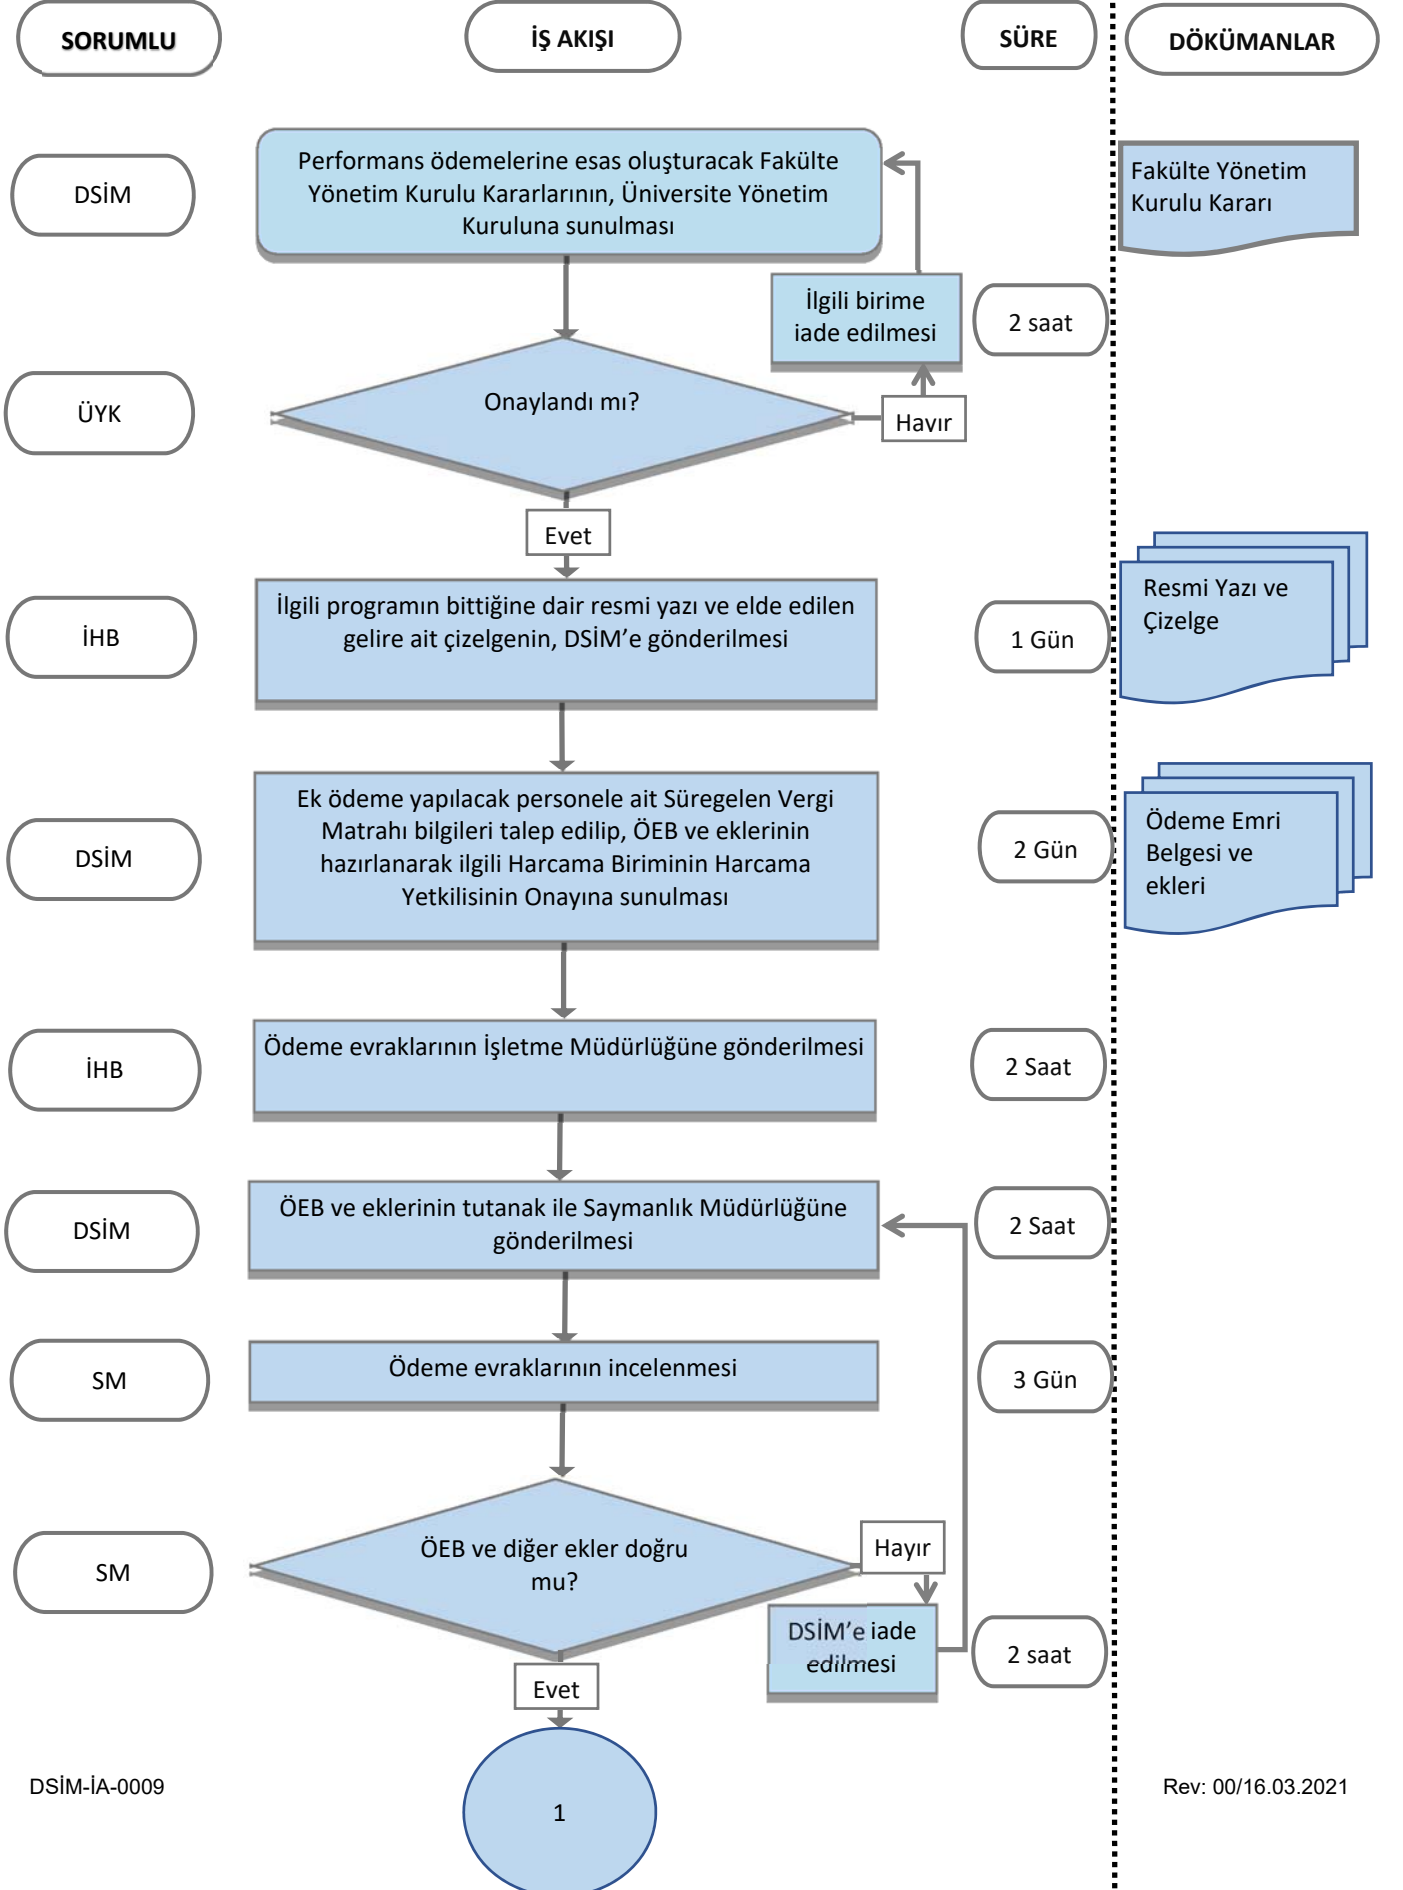 SORUMLU
İŞ AKIŞI
SÜRE
DÖKÜMANLAR
DSİM
Performans ödemelerine esas oluşturacak Fakülte
Yönetim Kurulu Kararlarının, Üniversite Yönetim
Kuruluna sunulması
Fakülte Yönetim
Kurulu Kararı
İlgili birime
iade edilmesi
2 saat
ÜYK
Onaylandı mı?
Hayır
Evet
İHB
İlgili programın bittiğine dair resmi yazı ve elde edilen
gelire ait çizelgenin, DSİM’e gönderilmesi
1 Gün
Resmi Yazı ve
Çizelge
DSİM
Ek ödeme yapılacak personele ait Süregelen Vergi
Matrahı bilgileri talep edilip, ÖEB ve eklerinin
hazırlanarak ilgili Harcama Biriminin Harcama
Yetkilisinin Onayına sunulması
2 Gün
Ödeme Emri
Belgesi ve
ekleri
İHB
Ödeme evraklarının İşletme Müdürlüğüne gönderilmesi
2 Saat
DSİM
ÖEB ve eklerinin tutanak ile Saymanlık Müdürlüğüne
gönderilmesi
2 Saat
SM
Ödeme evraklarının incelenmesi
3 Gün
SM
ÖEB ve diğer ekler doğru
mu?
Hayır
DSİM’e iade
edilmesi
2 saat
Evet
1
DSİM-İA-0009
Rev: 00/16.03.2021